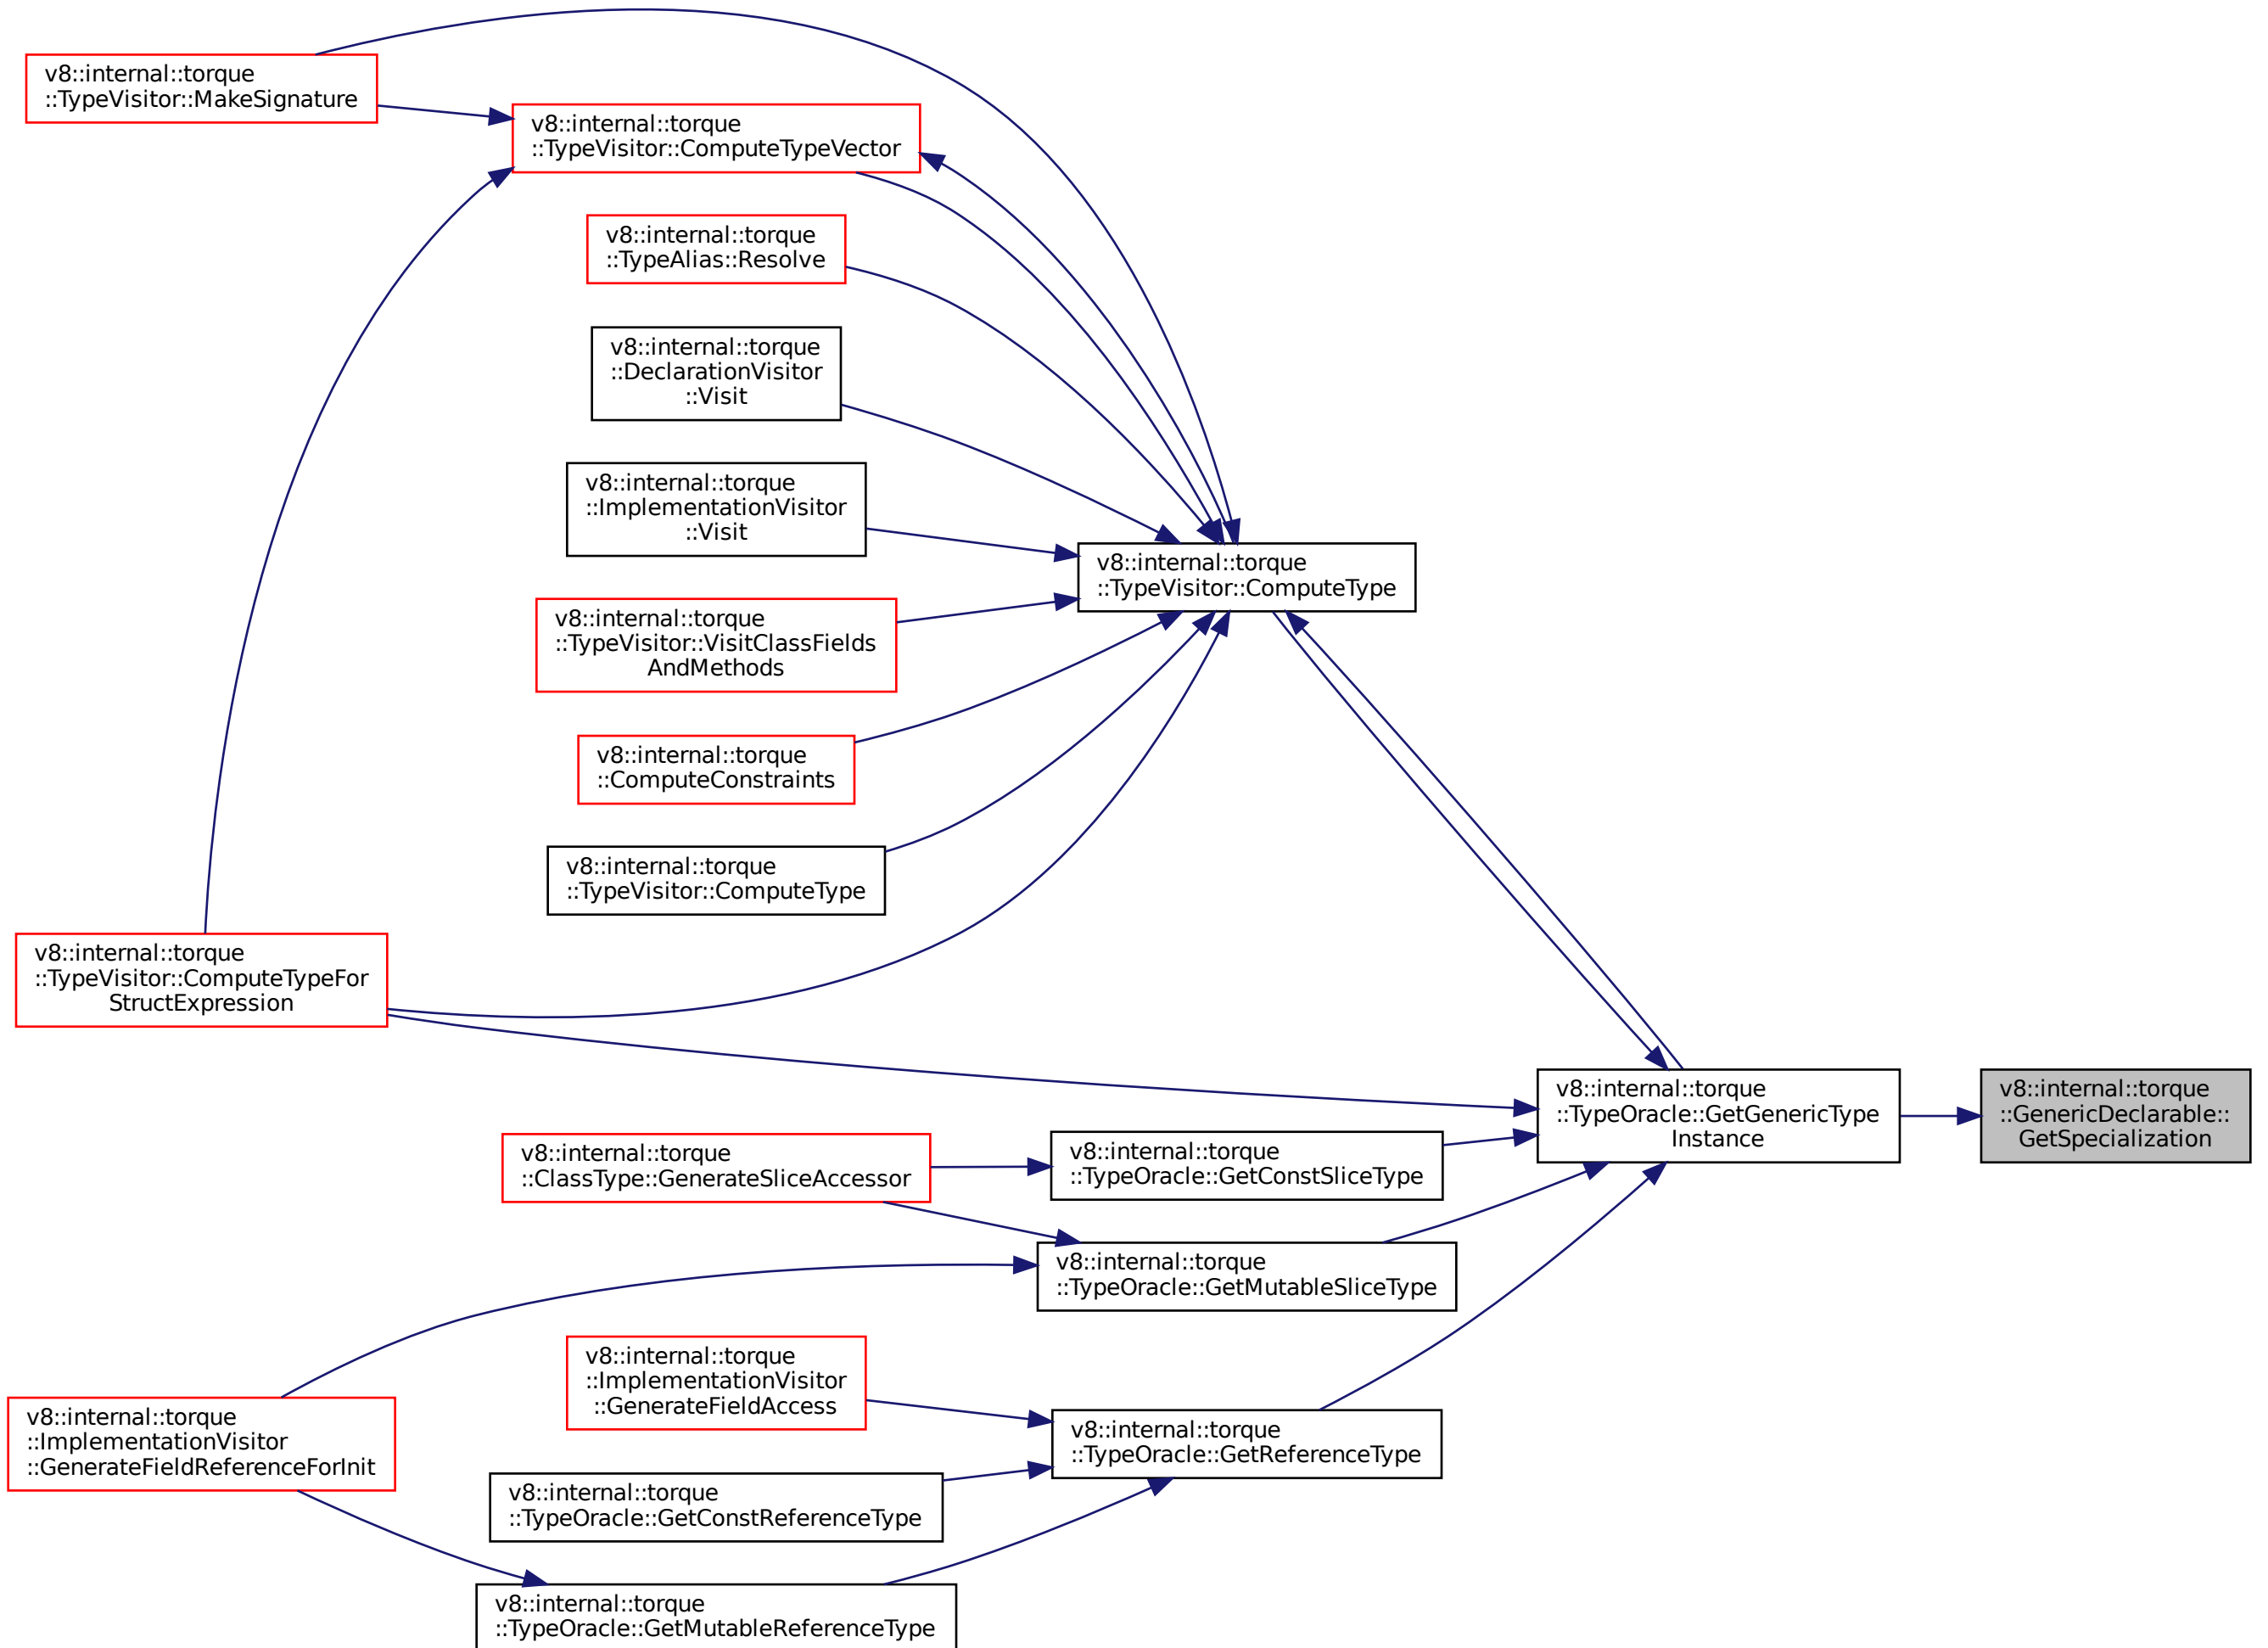 v8::internal::torque
::TypeVisitor::MakeSignature
v8::internal::torque
::TypeVisitor::ComputeTypeVector
v8::internal::torque
::TypeAlias::Resolve
v8::internal::torque
::DeclarationVisitor
::Visit
v8::internal::torque
::ImplementationVisitor
::Visit
v8::internal::torque
::TypeVisitor::ComputeType
v8::internal::torque
::TypeVisitor::VisitClassFields
AndMethods
v8::internal::torque
::ComputeConstraints
v8::internal::torque
::TypeVisitor::ComputeType
v8::internal::torque
::TypeVisitor::ComputeTypeFor
StructExpression
v8::internal::torque
::TypeOracle::GetGenericType
Instance
v8::internal::torque
::GenericDeclarable::
GetSpecialization
v8::internal::torque
::ClassType::GenerateSliceAccessor
v8::internal::torque
::TypeOracle::GetConstSliceType
v8::internal::torque
::TypeOracle::GetMutableSliceType
v8::internal::torque
::ImplementationVisitor
::GenerateFieldAccess
v8::internal::torque
::ImplementationVisitor
::GenerateFieldReferenceForInit
v8::internal::torque
::TypeOracle::GetReferenceType
v8::internal::torque
::TypeOracle::GetConstReferenceType
v8::internal::torque
::TypeOracle::GetMutableReferenceType